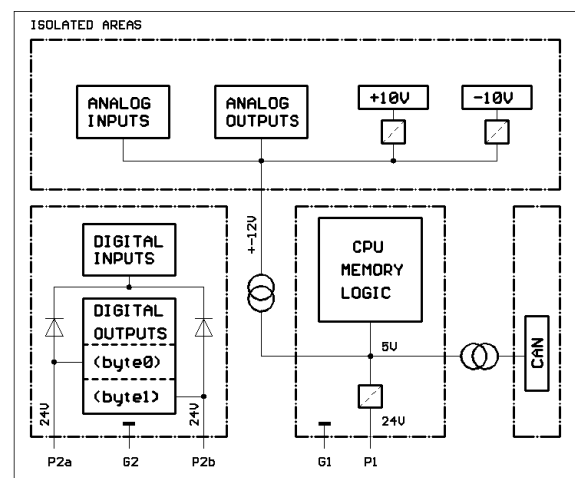 ISOLATED AREAS
ANALOG
INPUTS
ANALOG
OUTPUTS
+10V
-10V
+-12V
DIGITAL
INPUTS
DIGITAL
OUTPUTS
(byte0)
(byte1)
24V
24V
CPU
MEMORY
LOGIC
5V
24V
CAN
P2a
G2
P2b
G1
P1